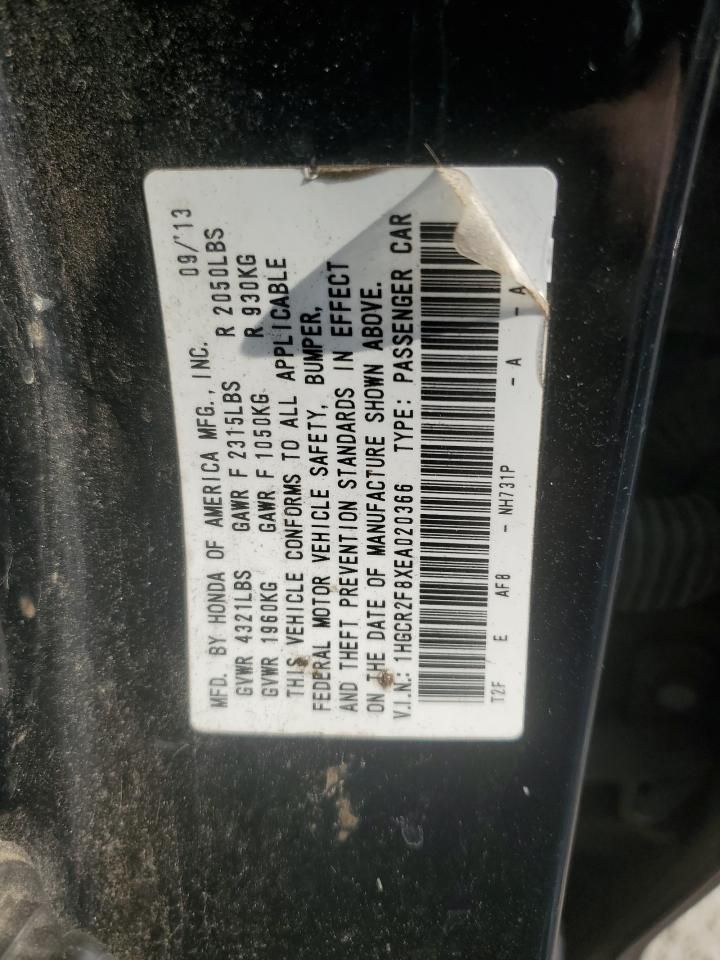 09/'13
MFD. BY HONDA OF AMERICA MFG., INC.
GVWR 4321LBS GAWR F 2315LBS R 2050LBS
GVWR 1960KG GAWR F 1050KG R 930KG
THIS VEHICLE CONFORMS TO ALL APPLICABLE
FEDERAL MOTOR VEHICLE SAFETY, BUMPER,
AND THEFT PREVENTION STANDARDS IN EFFECT
ON THE DATE OF MANUFACTURE SHOWN ABOVE.
V.I.N.: 1HGCR2F8XEA020366 TYPE: PASSENGER CAR
T2F E AF8 - NH731P - A - A